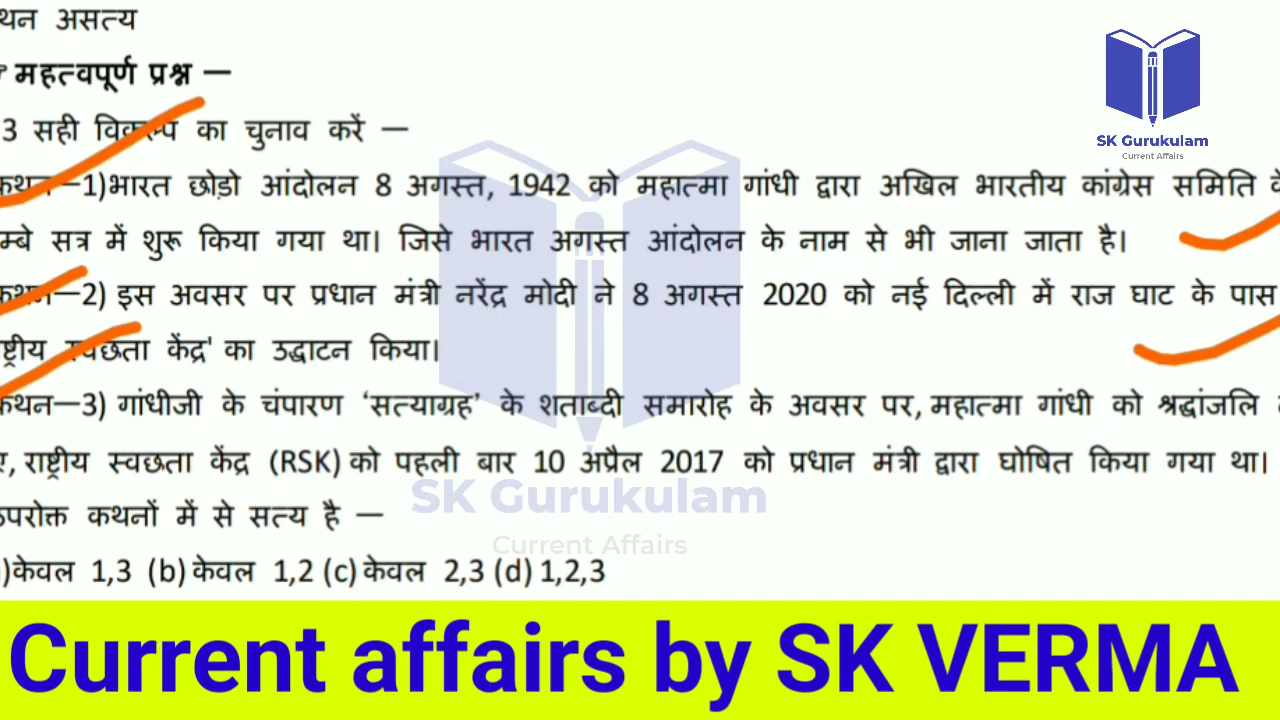 थन असत्य
महत्वपूर्ण प्रश्न —
3 सही विकल्प का चुनाव करें —
कथन—1)भारत छोड़ो आंदोलन 8 अगस्त, 1942 को महात्मा गांधी द्वारा अखिल भारतीय कांग्रेस समिति के
म्बे सत्र में शुरू किया गया था। जिसे भारत अगस्त आंदोलन के नाम से भी जाना जाता है।
कथन—2) इस अवसर पर प्रधान मंत्री नरेंद्र मोदी ने 8 अगस्त 2020 को नई दिल्ली में राज घाट के पास
ष्ट्रीय स्वछता केंद्र' का उद्घाटन किया।
कथन—3) गांधीजी के चंपारण ‘सत्याग्रह’ के शताब्दी समारोह के अवसर पर, महात्मा गांधी को श्रद्धांजलि
ए, राष्ट्रीय स्वछता केंद्र (RSK) को पहली बार 10 अप्रैल 2017 को प्रधान मंत्री द्वारा घोषित किया गया था।
उपरोक्त कथनों में से सत्य है —
)केवल 1,3 (b) केवल 1,2 (c) केवल 2,3 (d) 1,2,3
SK Gurukulam
Current Affairs
SK Gurukulam
Current Affairs
Current affairs by SK VERMA